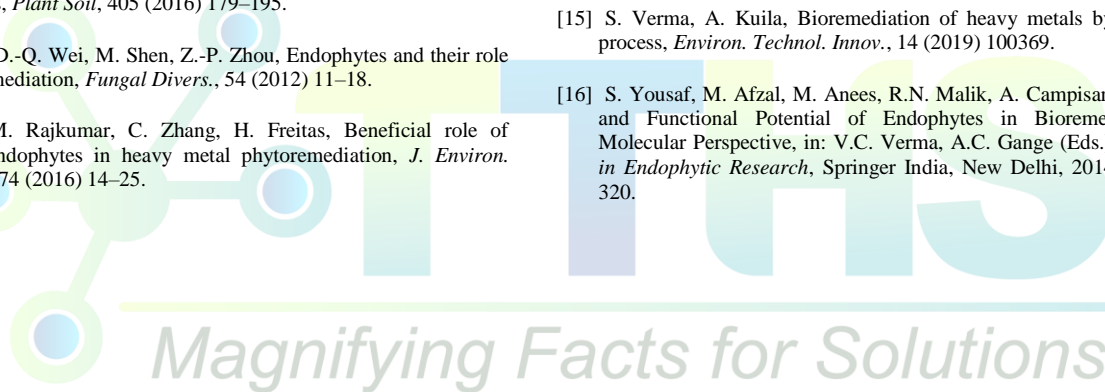 , Plant Soil, 405 (2016) 179–195.
D.-Q. Wei, M. Shen, Z.-P. Zhou, Endophytes and their role
mediation, Fungal Divers., 54 (2012) 11–18.
M. Rajkumar, C. Zhang, H. Freitas, Beneficial role of
ndophytes in heavy metal phytoremediation, J. Environ.
74 (2016) 14–25.
[15] S. Verma, A. Kuila, Bioremediation of heavy metals by
process, Environ. Technol. Innov., 14 (2019) 100369.
[16] S. Yousaf, M. Afzal, M. Anees, R.N. Malik, A. Campisan
and Functional Potential of Endophytes in Bioreme
Molecular Perspective, in: V.C. Verma, A.C. Gange (Eds.
in Endophytic Research, Springer India, New Delhi, 2014
320.
TTHS
Magnifying Facts for Solutions